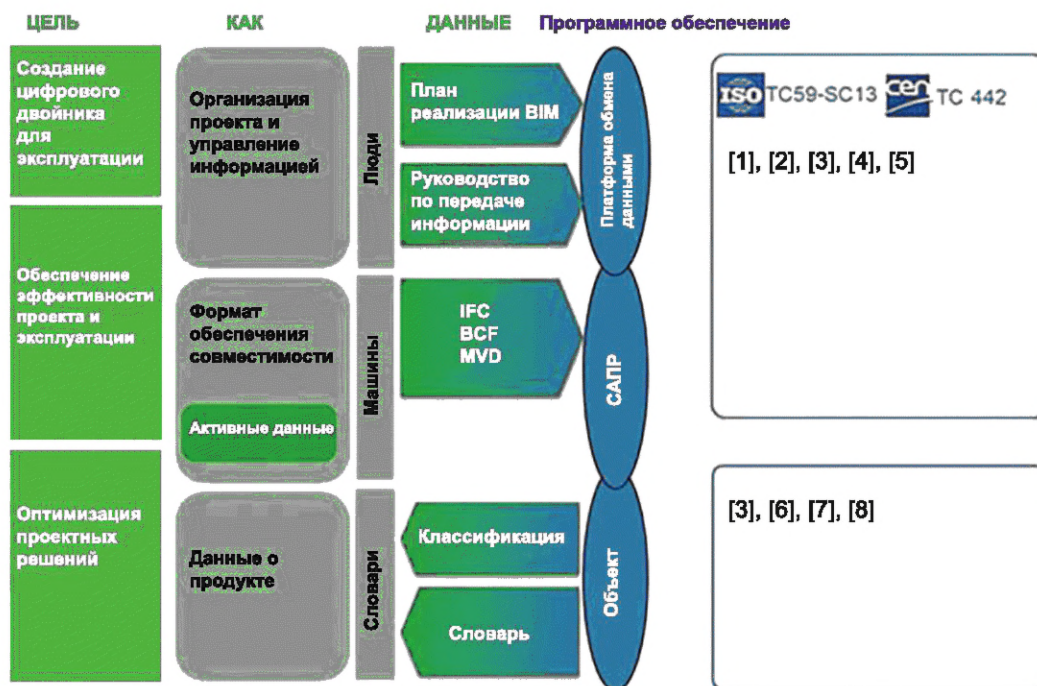 ЦЕЛЬ
КАК
ДАННЫЕ
Программное обеспечение
Создание
цифрового
двойника
для
эксплуатации
Обеспечение
эффективности
проекта и
эксплуатации
Оптимизация
проектных
решений
Организация
проекта и
управление
информацией
Формат
обеспечения
совместимости
Активные данные
Данные о
продукте
Люди
Машины
Словари
План
реализации BIM
Руководство
по передаче
информации
IFC
BCF
MVD
Классификация
Словарь
Платформа обмена
данными
САПР
Объект
ISO TC59-SC13 cen TC 442
[1], [2], [3], [4], [5]
[3], [6], [7], [8]